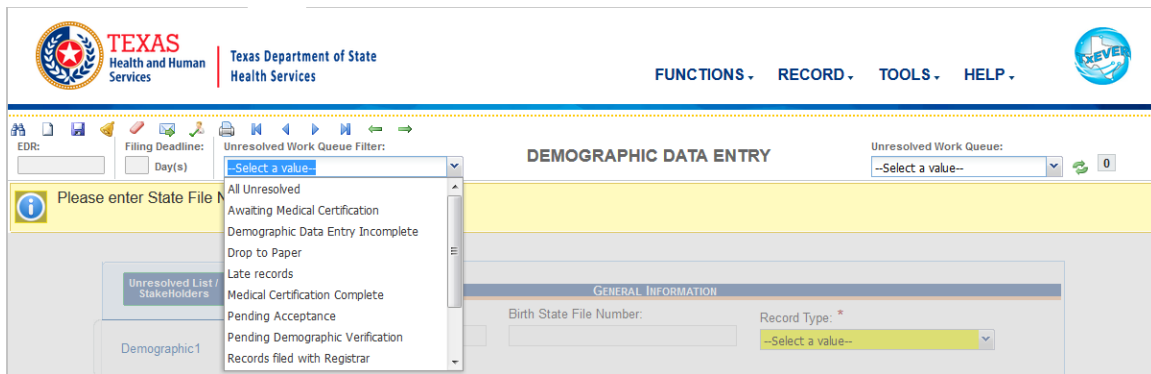 TEXAS
Health and Human
Services
Texas Department of State
Health Services
FUNCTIONS
RECORD
TOOLS
HELP
TxEVER
EDR:
Filing Deadline:
Day(s)
Unresolved Work Queue Filter:
--Select a value--
DEMOGRAPHIC DATA ENTRY
Unresolved Work Queue:
--Select a value--
0
Please enter State File N
All Unresolved
Awaiting Medical Certification
Demographic Data Entry Incomplete
Drop to Paper
Late records
Medical Certification Complete
Pending Acceptance
Pending Demographic Verification
Records filed with Registrar
Unresolved List /
StakeHolders
GENERAL INFORMATION
Birth State File Number:
Record Type: *
--Select a value--
Demographic1